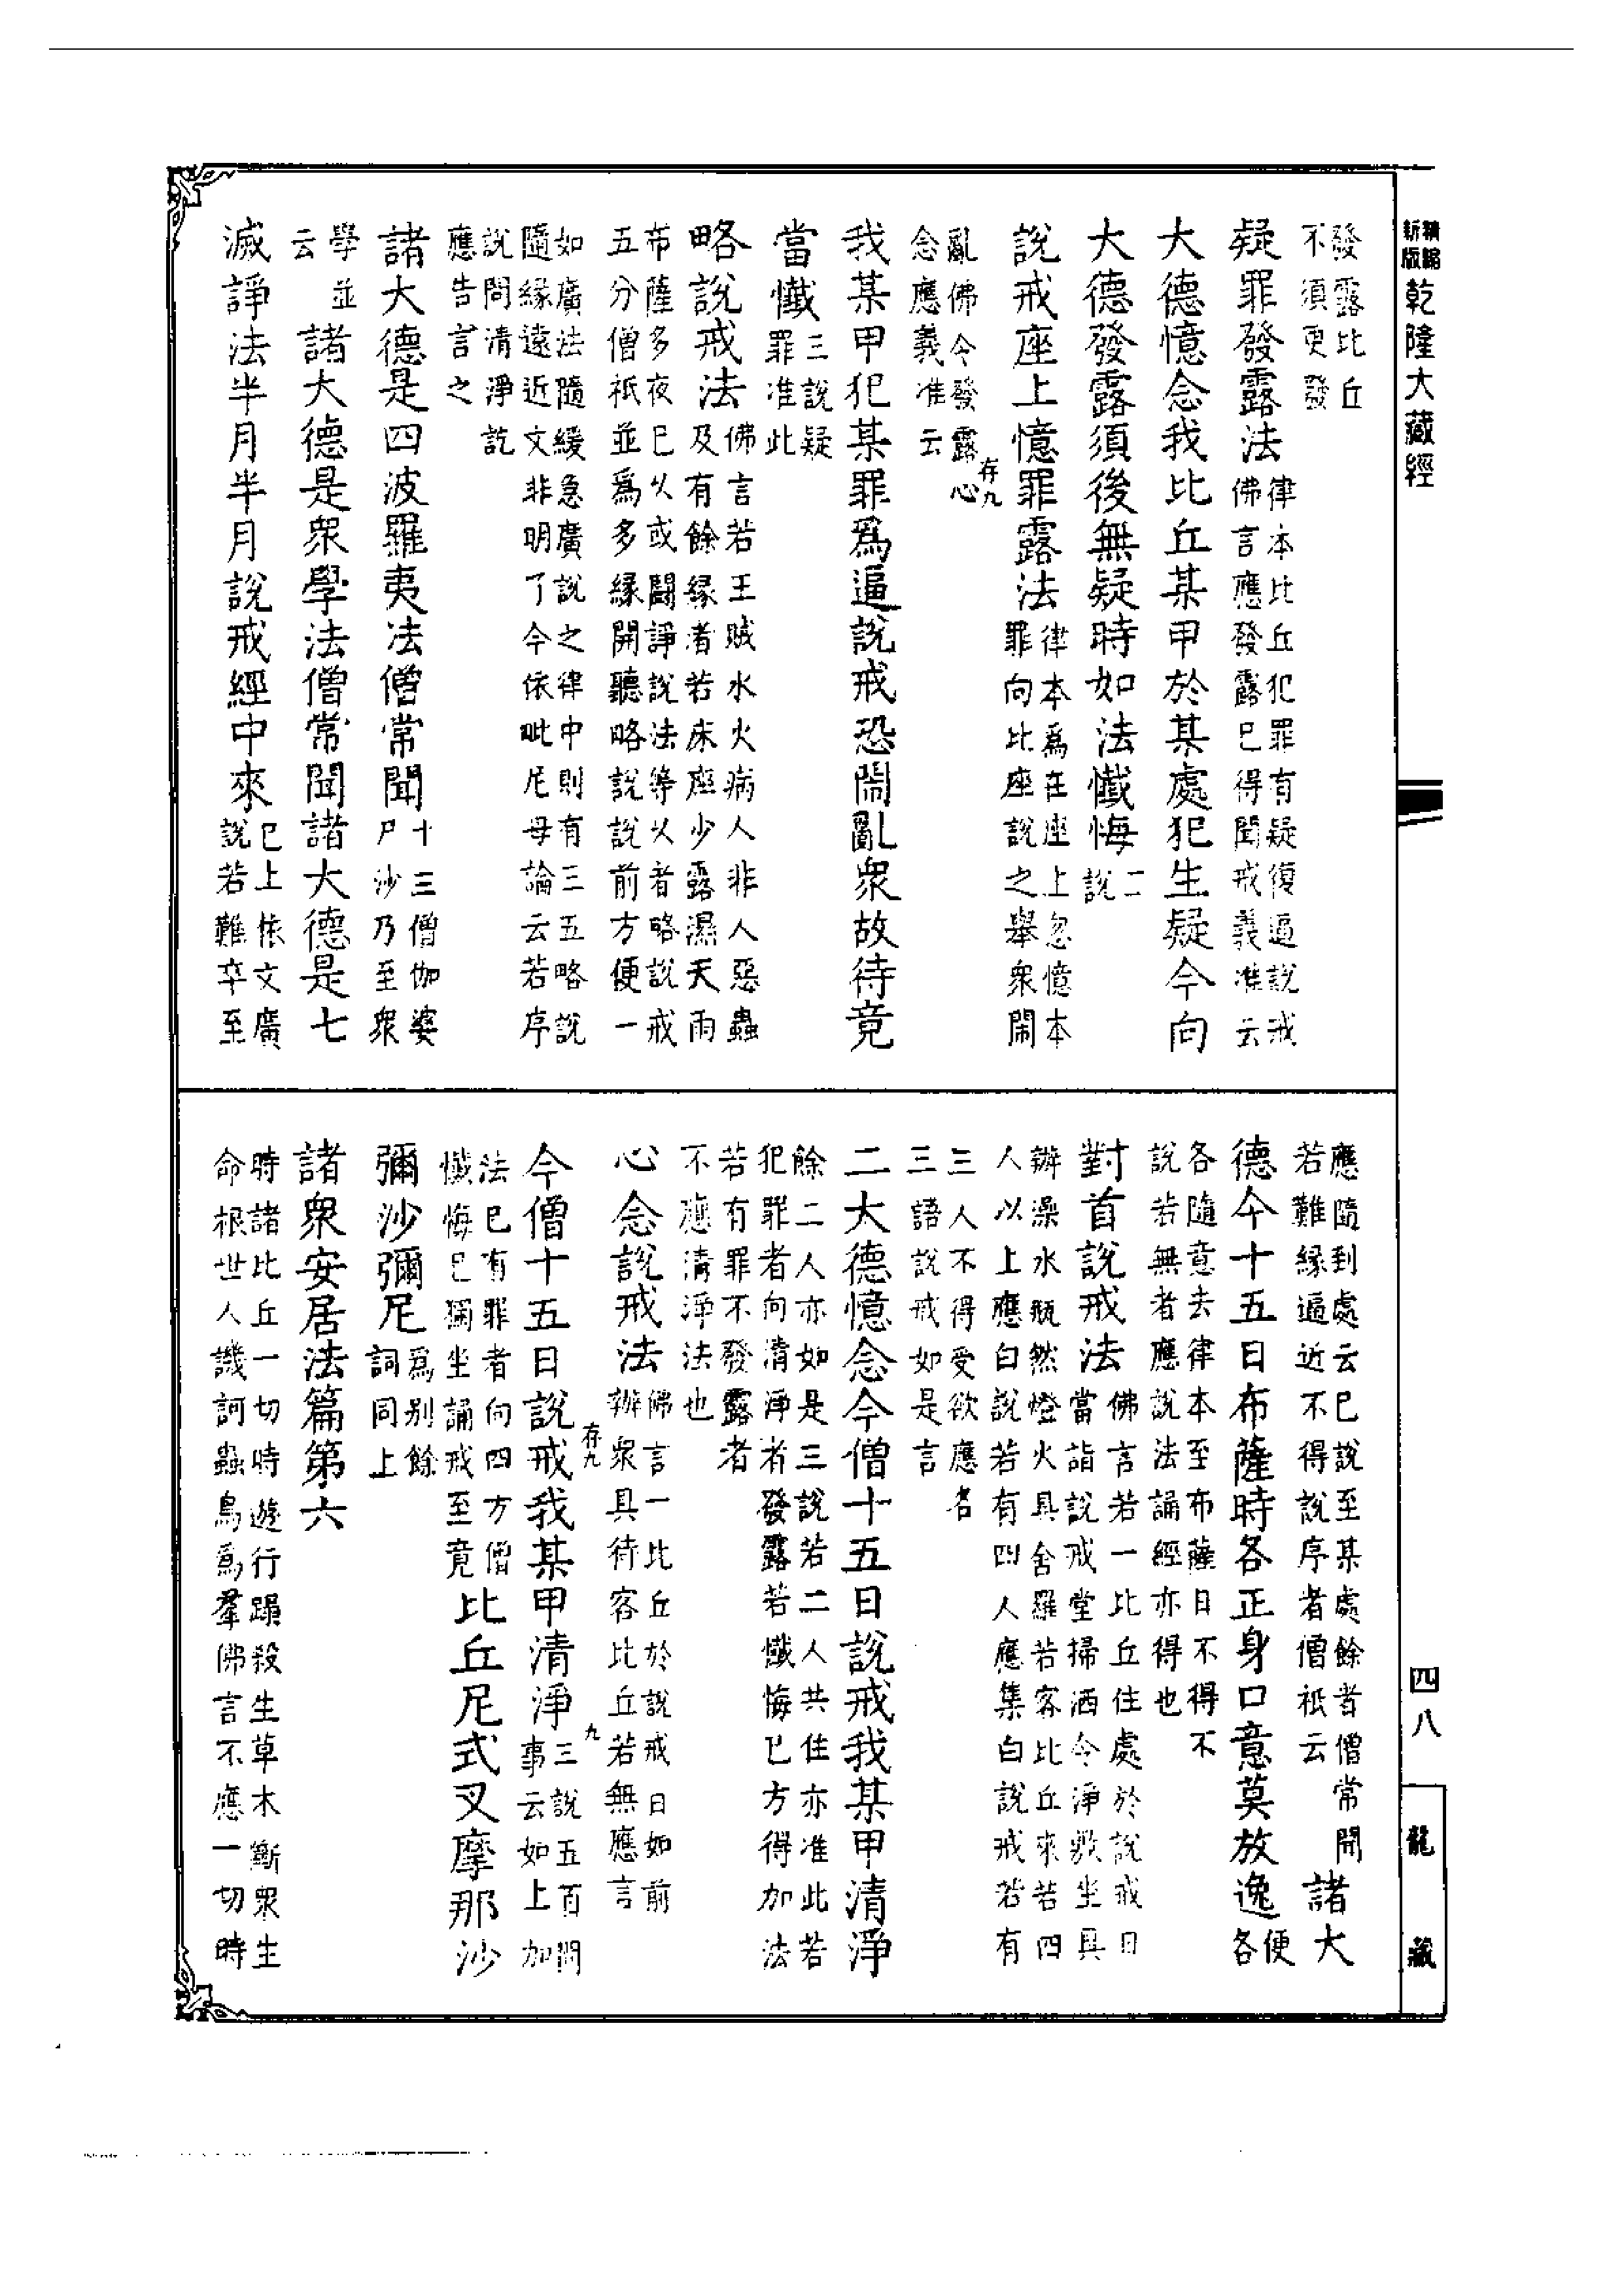 精縮新版乾隆大藏經
發露比丘
不須更發
疑罪發露法律本比丘犯罪有疑復逼說戒
佛言應發露已得聞戒義准云
大德憶念我比丘某甲於某處犯生疑今向
大德發露須後無疑時如法懺悔一
說
說戒座上憶罪露法律本爲在座上忽憶本
罪向比座說之舉衆鬧
存九
亂佛今發露心
念應義准云
我某甲犯某罪爲逼說戒恐鬧亂衆故待竟
當懺三說疑
罪准此
略說戒法佛言若王賊水火病人非人惡蟲
及有餘緣者若床座少露濕天雨
布薩多夜已久或鬪諍說法等久者略說戒
五分僧祇並爲多緣開聽略說說前方便一
如廣法隨緩急廣說之律中則有三五略說
隨緣遠近文非明了今依毗尼母論云若序
說問清淨訖
應告言之
諸大德是四波羅夷法僧常聞十三僧伽婆
尸沙乃至衆
學並
云諸大德是衆學法僧常聞諸大德是七
滅諍法半月半月說戒經中來已上依文廣
說若難卒至
應隨到處云已說至某處餘者僧常聞
若難緣逼近不得說序者僧祇云諸大
德今十五日布薩時各正身口意莫放逸便
各
各隨意去律本至布薩日不得不
說若無者應說法誦經亦得也
對首說戒法佛言若一比丘住處於說戒日
當詣說戒堂掃洒令淨敷坐具
辦澡水瓶然燈火具舍羅若客比丘來若四
人以上應白說若有四人應集白說戒若有
三人不得受欲應各
三語說戒如是言
二大德憶念今僧十五日說戒我某甲清淨
餘二人亦如是三說若二人共住亦准此若
犯罪者向清淨者發露若懺悔已方得加法
若有罪不發露者
不應清淨法也
心念說戒法佛言一比丘於說戒日如前
辦衆具待客比丘若無應言
存九
九
今僧十五日說戒我某甲清淨三說五百問
事云如上加
法已有罪者向四方僧
懺悔已獨坐誦戒至竟比丘尼式叉摩那沙
彌沙彌尼爲別餘
詞同上
諸衆安居法篇第六
時諸比丘一切時遊行蹋殺生草木斷衆生
命根世人譏訶蟲鳥爲羣佛言不應一切時
四八
龍藏